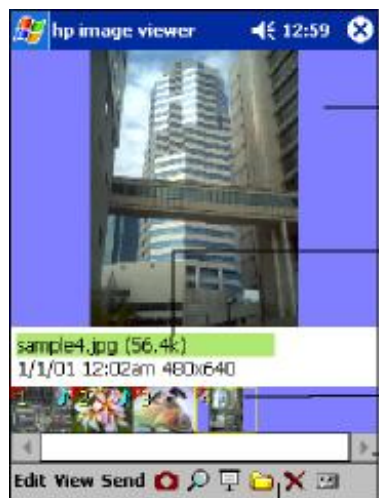 hp image viewer 12:59
sample4.jpg (56.4k)
1/1/01 12:02am 480x640
1 2 3 4
Edit View Send